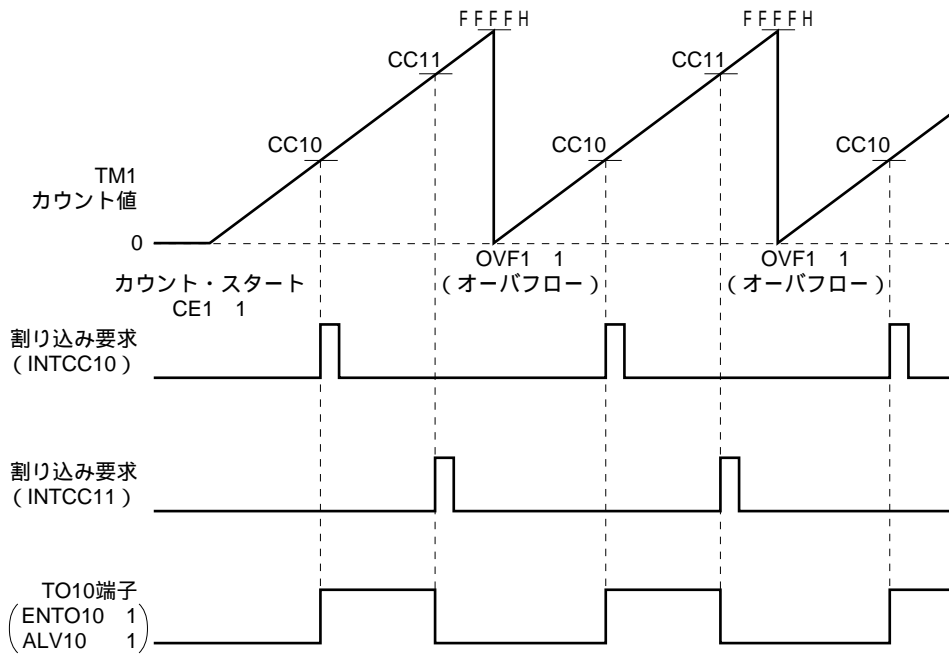 ＦＦＦＦＨ
ＦＦＦＦＨ
CC11
CC11
CC10
CC10
CC10
TM1
カウント値
0
カウント・スタート
CE1 1
OVF1 1
（オーバフロー）
OVF1 1
（オーバフロー）
割り込み要求
（INTCC10）
割り込み要求
（INTCC11）
TO10端子
ENTO10 1
ALV10 1